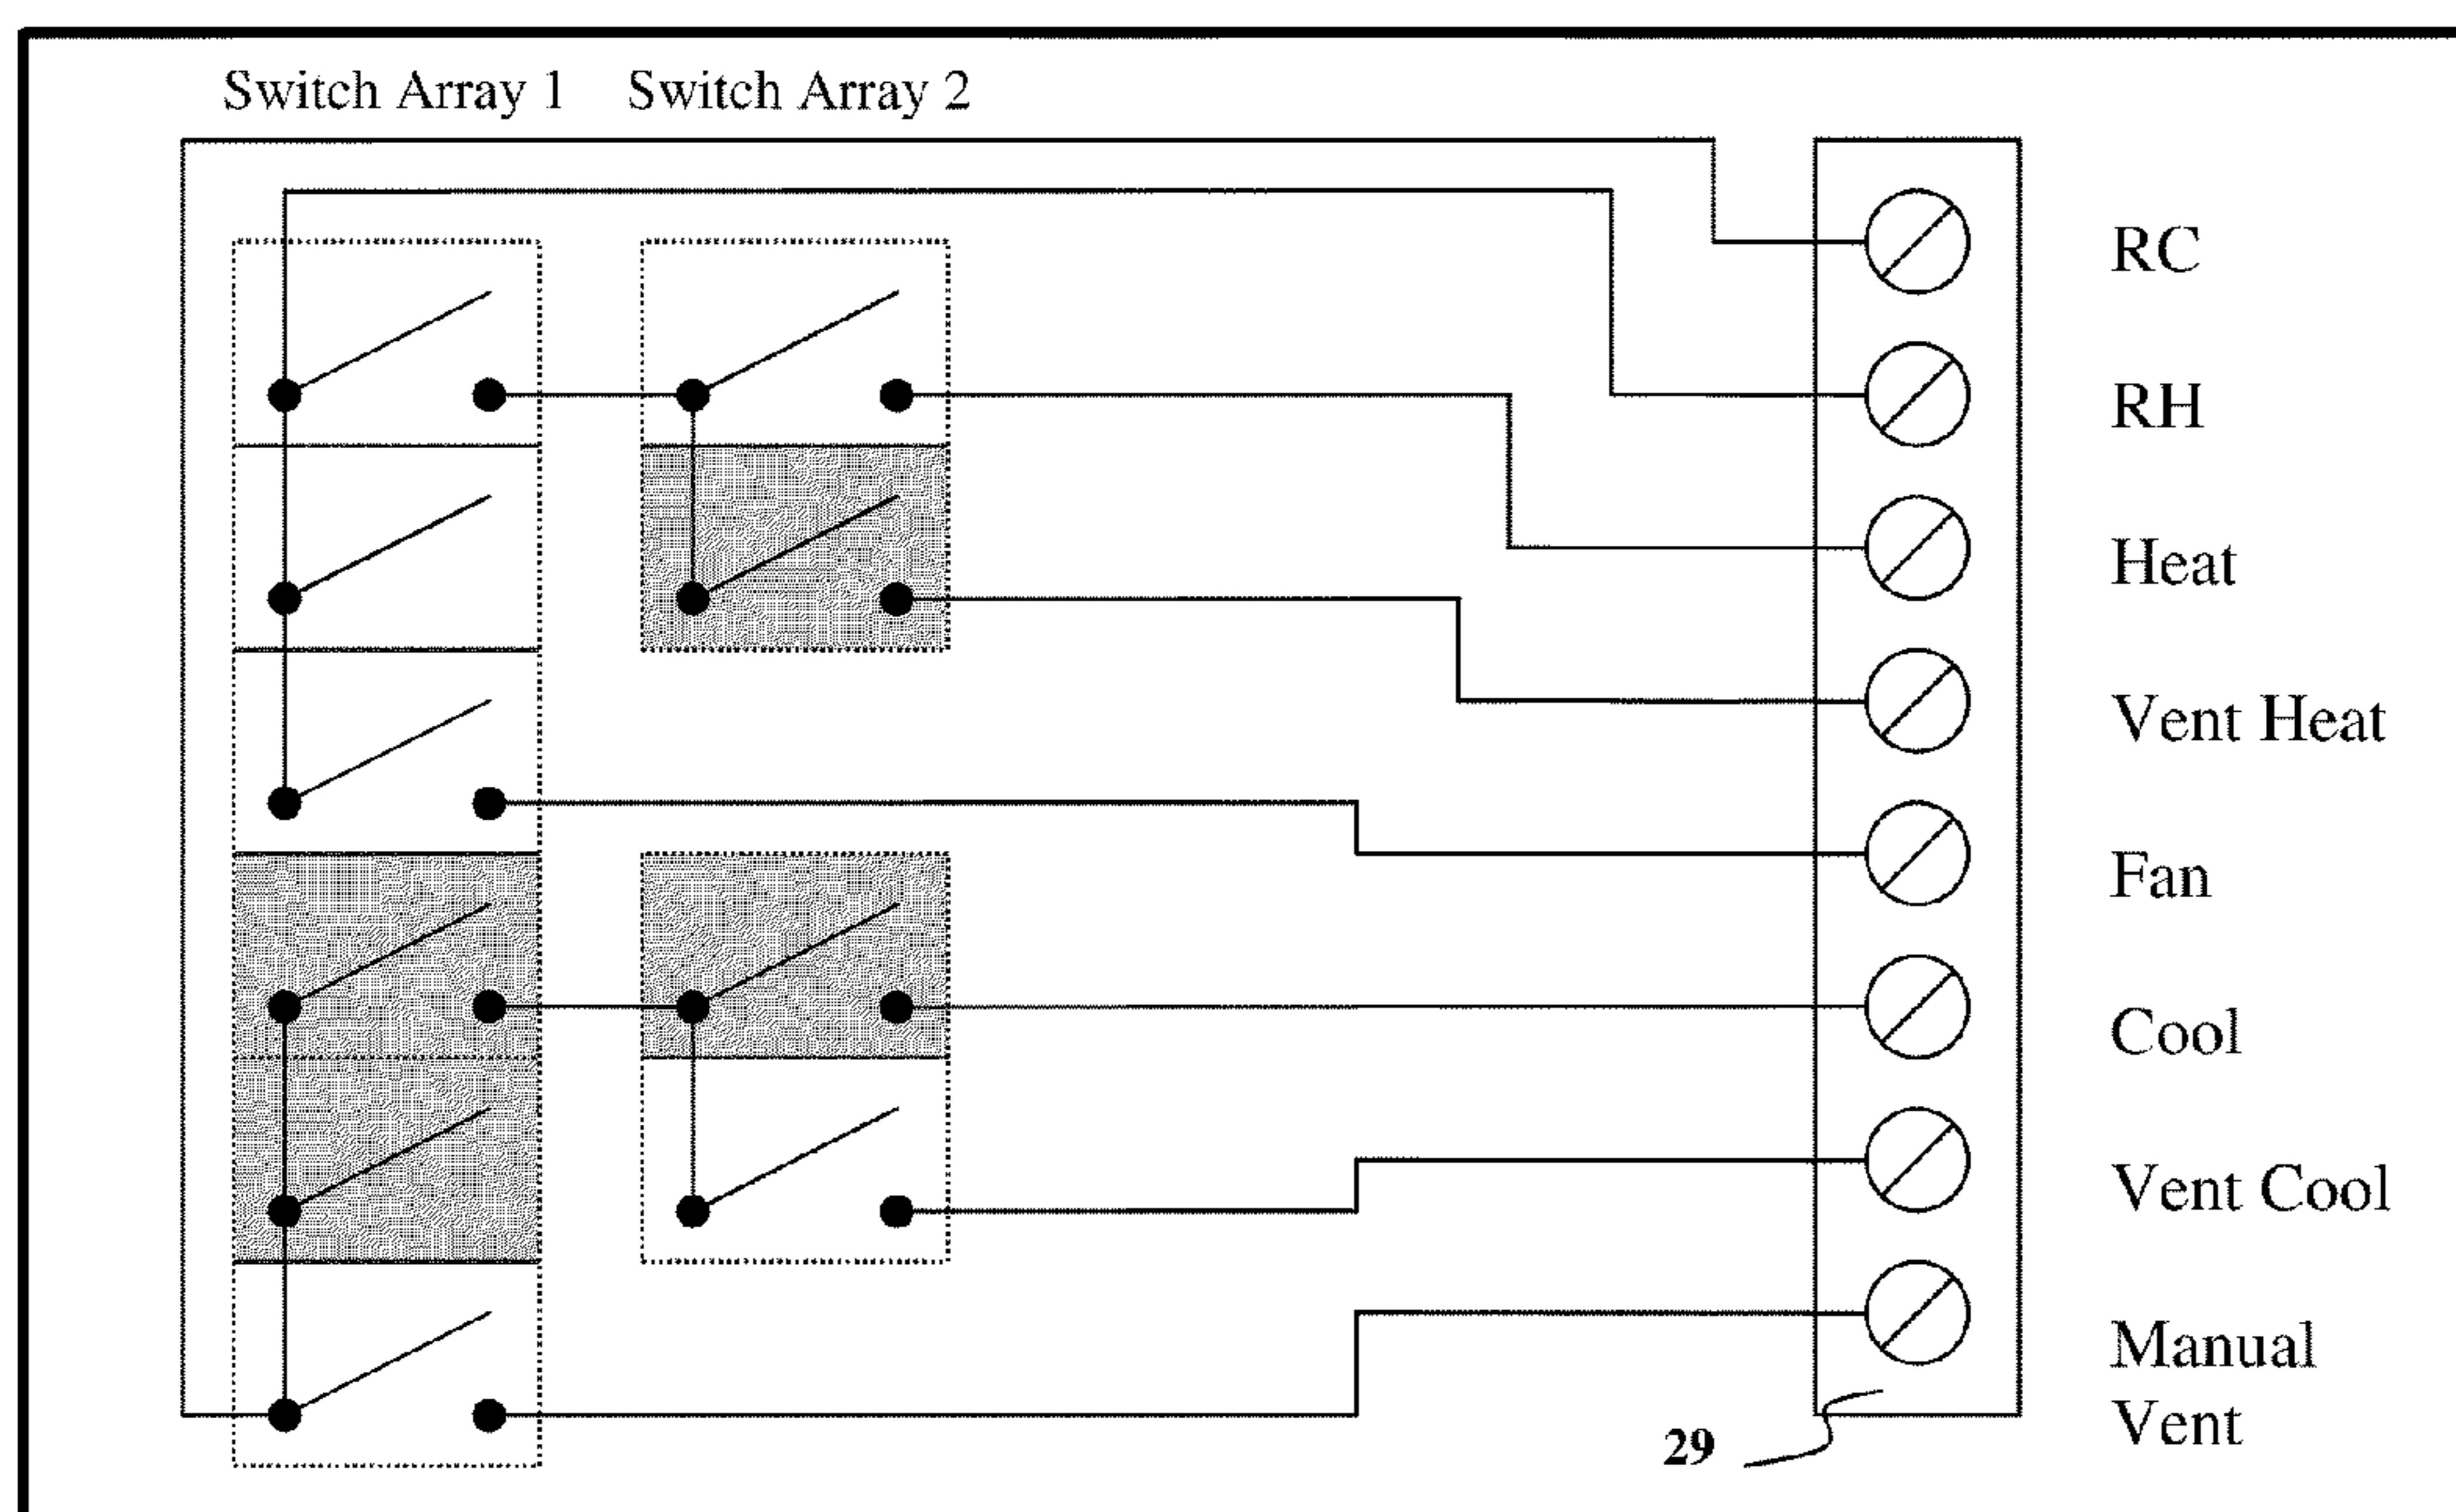 Switch Array 1 Switch Array 2
RC
RH
Heat
Vent Heat
Fan
Cool
Vent Cool
Manual
Vent
29